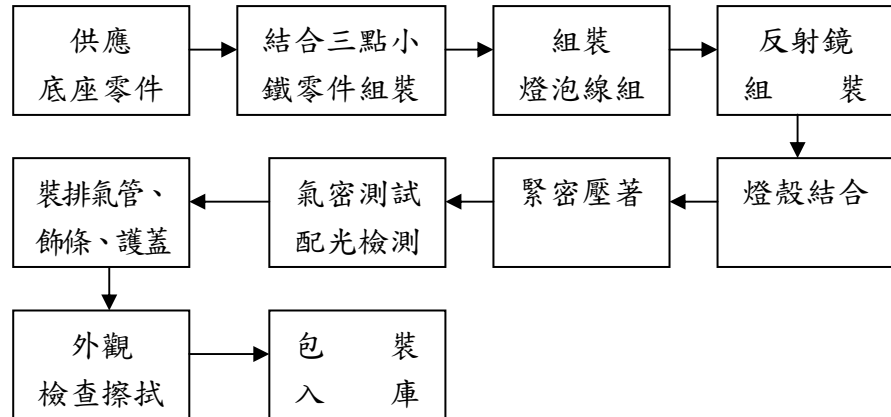 供應
底座零件
結合三點小
鐵零件組裝
組裝
燈泡線組
反射鏡
組裝
燈殼結合
緊密壓著
氣密測試
配光檢測
裝排氣管、
飾條、護蓋
外觀
檢查擦拭
包裝
入庫